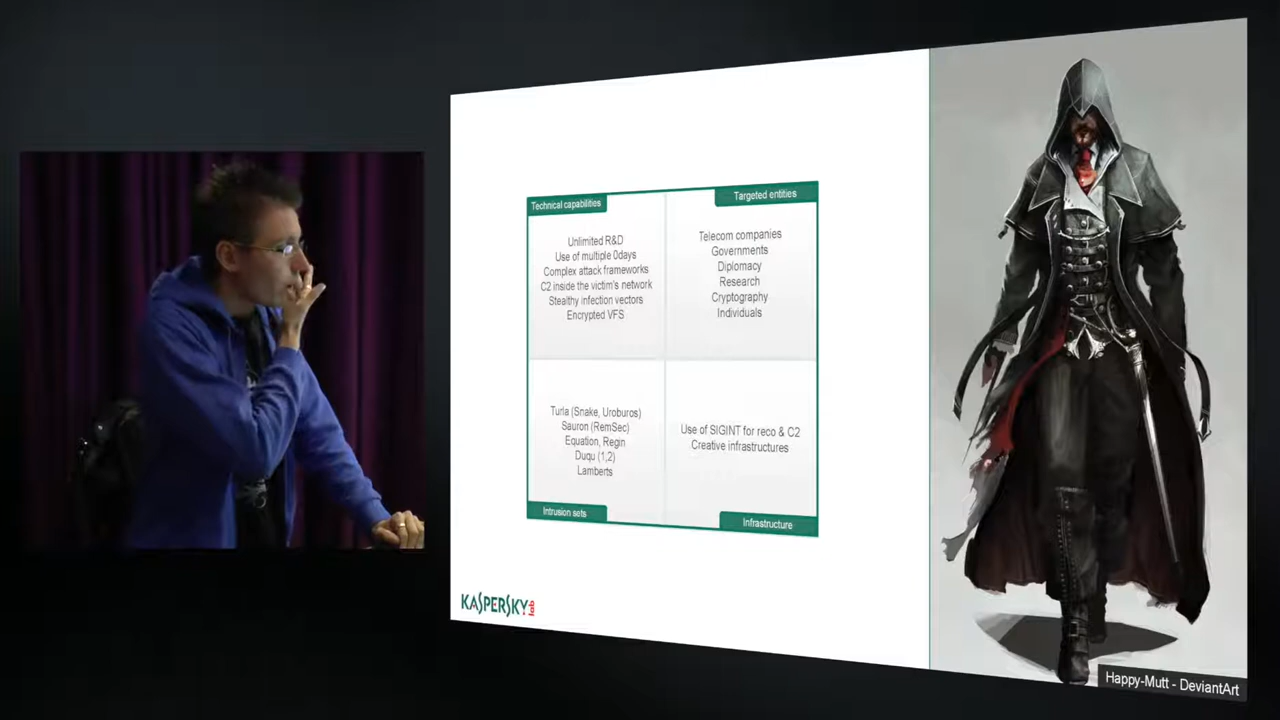 Technical capabilities
Unlimited R&D
Use of multiple 0days
Complex attack frameworks
C2 inside the victim's network
Stealthy infection vectors
Encrypted VFS
Targeted entities
Telecom companies
Governments
Diplomacy
Research
Cryptography
Individuals
Turla (Snake, Uroburos)
Sauron (RemSec)
Equation, Regin
Duqu (1,2)
Lamberts
Intrusion sets
Use of SIGINT for reco & C2
Creative infrastructures
Infrastructure
KASPERSKY lab
Happy-Mutt - DeviantArt